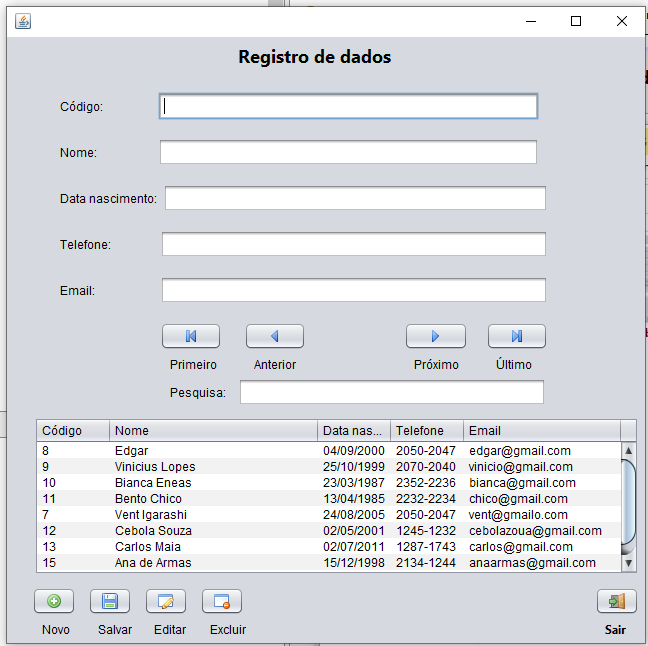 Registro de dados
Código:
Nome:
Data nascimento:
Telefone:
Email:
Primeiro Anterior Próximo Último
Pesquisa:
Código Nome Data nas... Telefone Email
8 Edgar 04/09/2000 2050-2047 edgar@gmail.com
9 Vinicius Lopes 25/10/1999 2070-2040 vinicio@gmail.com
10 Bianca Eneas 23/03/1987 2352-2236 bianca@gmail.com
11 Bento Chico 13/04/1985 2232-2234 chico@gmail.com
7 Vent Igarashi 24/08/2005 2050-2047 vent@gmailo.com
12 Cebola Souza 02/05/2001 1245-1232 cebolazoua@gmail.com
13 Carlos Maia 02/07/2011 1287-1743 carlos@gmail.com
15 Ana de Armas 15/12/1998 2134-1244 anaarmas@gmail.com
Novo Salvar Editar Excluir Sair